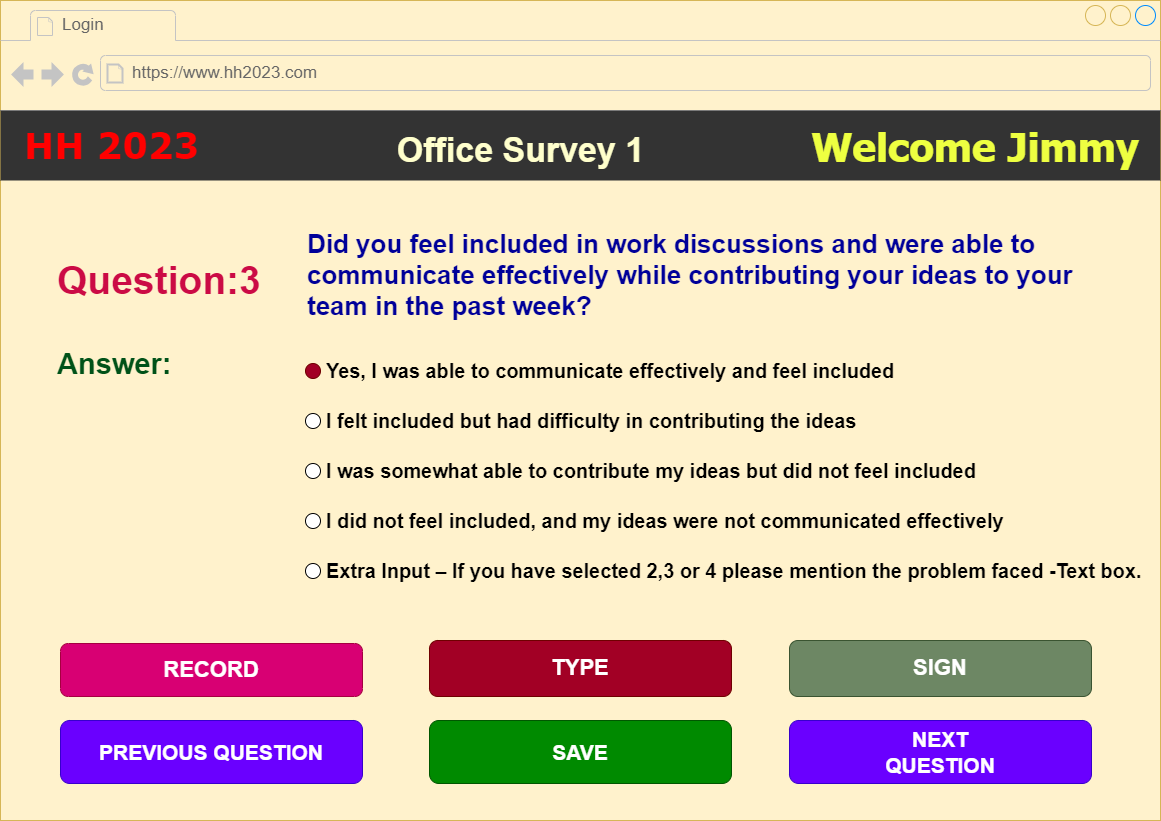 Login
https://www.hh2023.com
HH 2023
Office Survey 1
Welcome Jimmy
Question:3
Did you feel included in work discussions and were able to
communicate effectively while contributing your ideas to your
team in the past week?
Answer:
Yes, I was able to communicate effectively and feel included
I felt included but had difficulty in contributing the ideas
I was somewhat able to contribute my ideas but did not feel included
I did not feel included, and my ideas were not communicated effectively
Extra Input – If you have selected 2,3 or 4 please mention the problem faced -Text box.
RECORD
TYPE
SIGN
PREVIOUS QUESTION
SAVE
NEXT
QUESTION